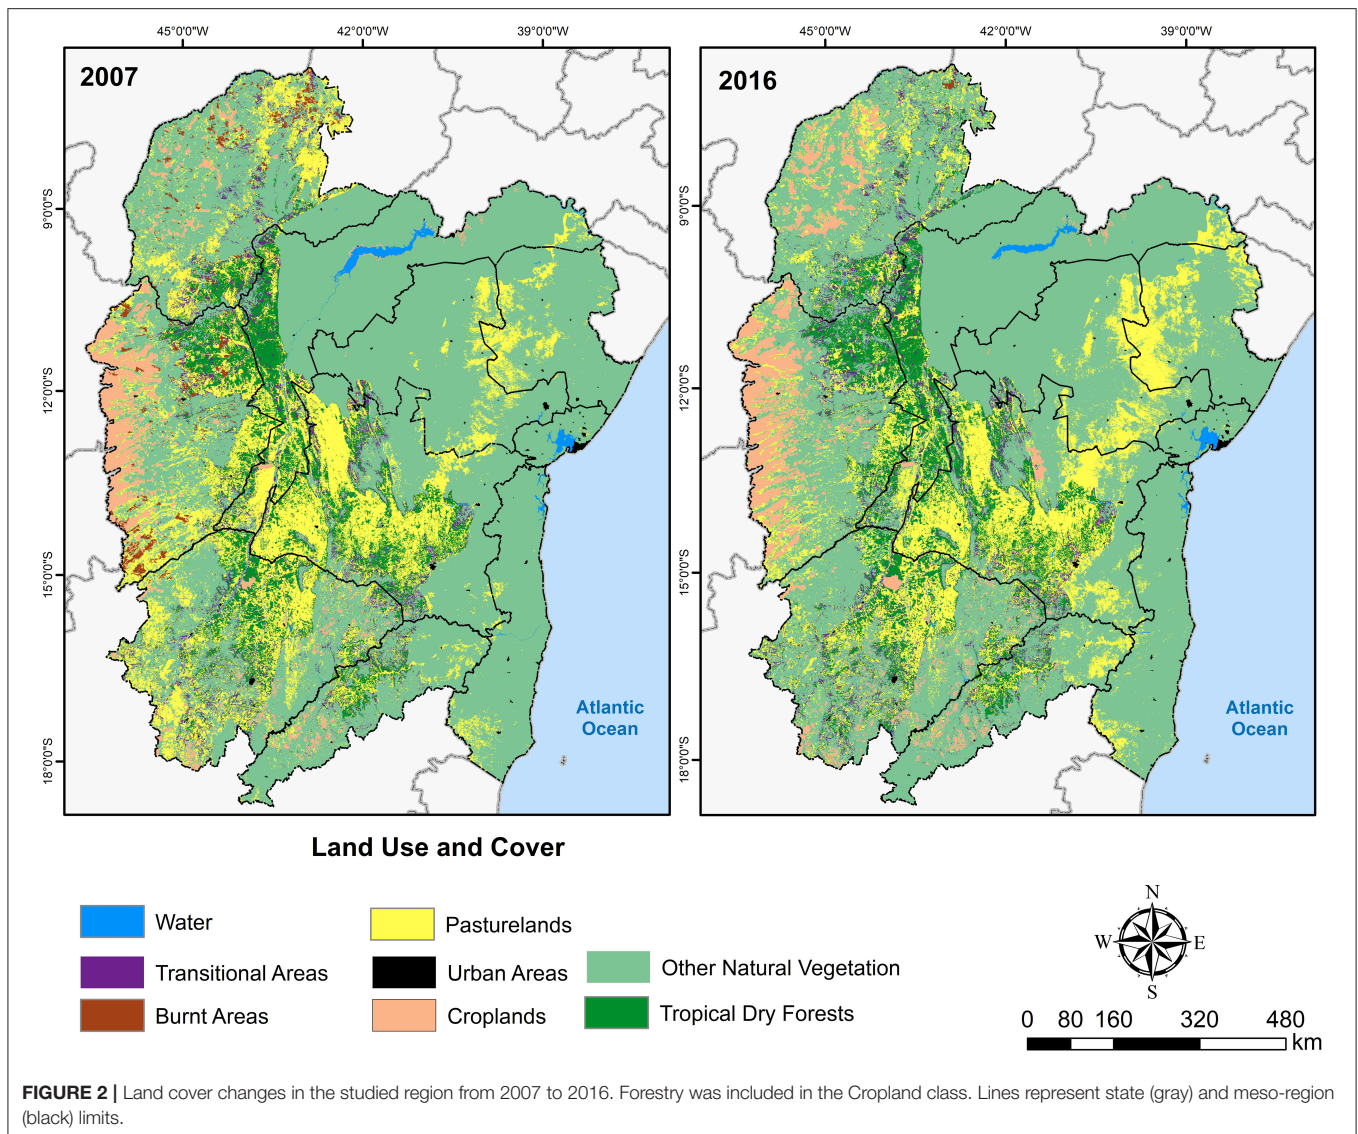 45°0'0"W 42°0'0"W 39°0'0"W 45°0'0"W 42°0'0"W 39°0'0"W
2007
2016
9°0'0"S
12°0'0"S
15°0'0"S
18°0'0"S
9°0'0"S
12°0'0"S
15°0'0"S
18°0'0"S
Atlantic
Ocean
Atlantic
Ocean
Land Use and Cover
Water
Transitional Areas
Burnt Areas
Pasturelands
Urban Areas
Croplands
Other Natural Vegetation
Tropical Dry Forests
N
W E
S
0 80 160 320 480
km
FIGURE 2 | Land cover changes in the studied region from 2007 to 2016. Forestry was included in the Cropland class. Lines represent state (gray) and meso-region
(black) limits.